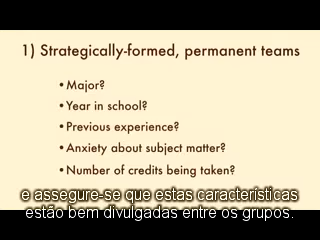 1) Strategically-formed, permanent teams
•Major?
•Year in school?
•Previous experience?
•Anxiety about subject matter?
•Number of credits being taken?
e assegure-se que estas características
estão bem divulgadas entre os grupos.